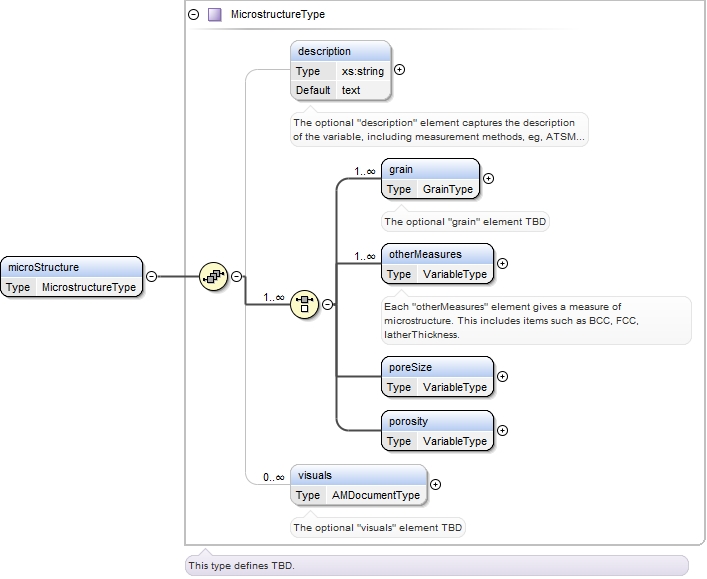 MicrostructureType
description
Type xs:string
Default text
The optional "description" element captures the description
of the variable, including measurement methods, eg, ATSM...
1..∞
grain
Type GrainType
The optional "grain" element TBD
1..∞
otherMeasures
Type VariableType
Each "otherMeasures" element gives a measure of
microstructure. This includes items such as BCC, FCC,
latherThickness.
microStructure
Type MicrostructureType
1..∞
poreSize
Type VariableType
porosity
Type VariableType
0..∞
visuals
Type AMDocumentType
The optional "visuals" element TBD
This type defines TBD.